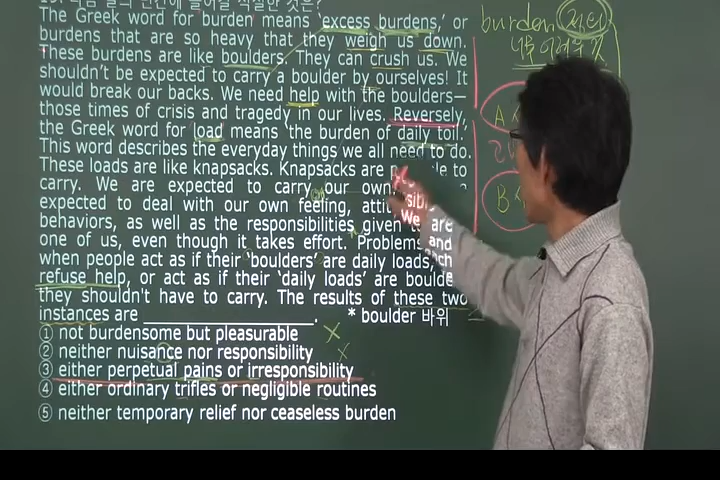 The Greek word for burden means ‘excess burdens,’ or
burdens that are so heavy that they weigh us down.
These burdens are like boulders. They can crush us. We
shouldn’t be expected to carry a boulder by ourselves! It
would break our backs. We need help with the boulders—
those times of crisis and tragedy in our lives. Reversely,
the Greek word for load means ‘the burden of daily toil.’
This word describes the everyday things we all need to do.
These loads are like knapsacks. Knapsacks are to
carry. We are expected to carry our own.
expected to deal with our own feeling,
behaviors, as well as the responsibilities given
one of us, even though it takes effort. Problems
when people act as if their ‘boulders’ are daily loads,
refuse help, or act as if their ‘daily loads’ are
they shouldn’t have to carry. The results of these two
instances are ____________________. * boulder 바위
① not burdensome but pleasurable X
② neither nuisance nor responsibility X
③ either perpetual pains or irresponsibility
④ either ordinary trifles or negligible routines
⑤ neither temporary relief nor ceaseless burden
burden
A
B